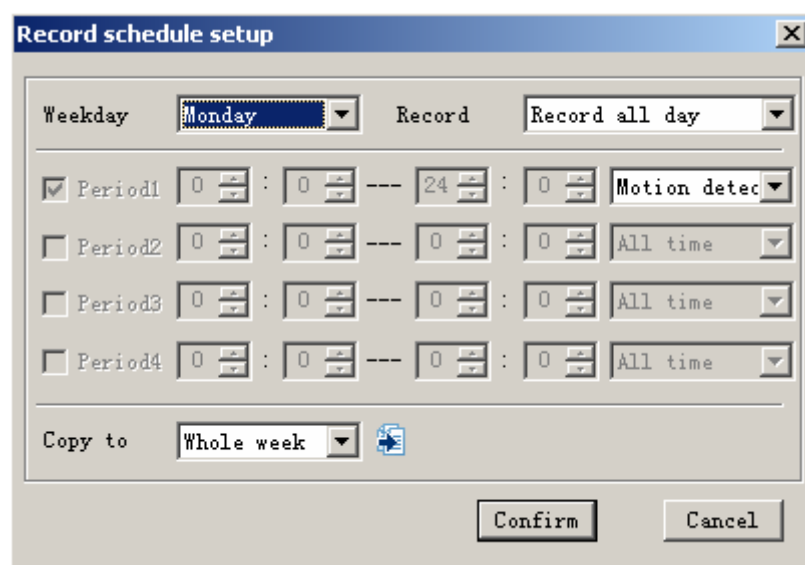 Record schedule setup
Weekday Monday Record Record all day
Period1 0 : 0 --- 24 : 0 Motion detec
Period2 0 : 0 --- 0 : 0 All time
Period3 0 : 0 --- 0 : 0 All time
Period4 0 : 0 --- 0 : 0 All time
Copy to Whole week
Confirm Cancel